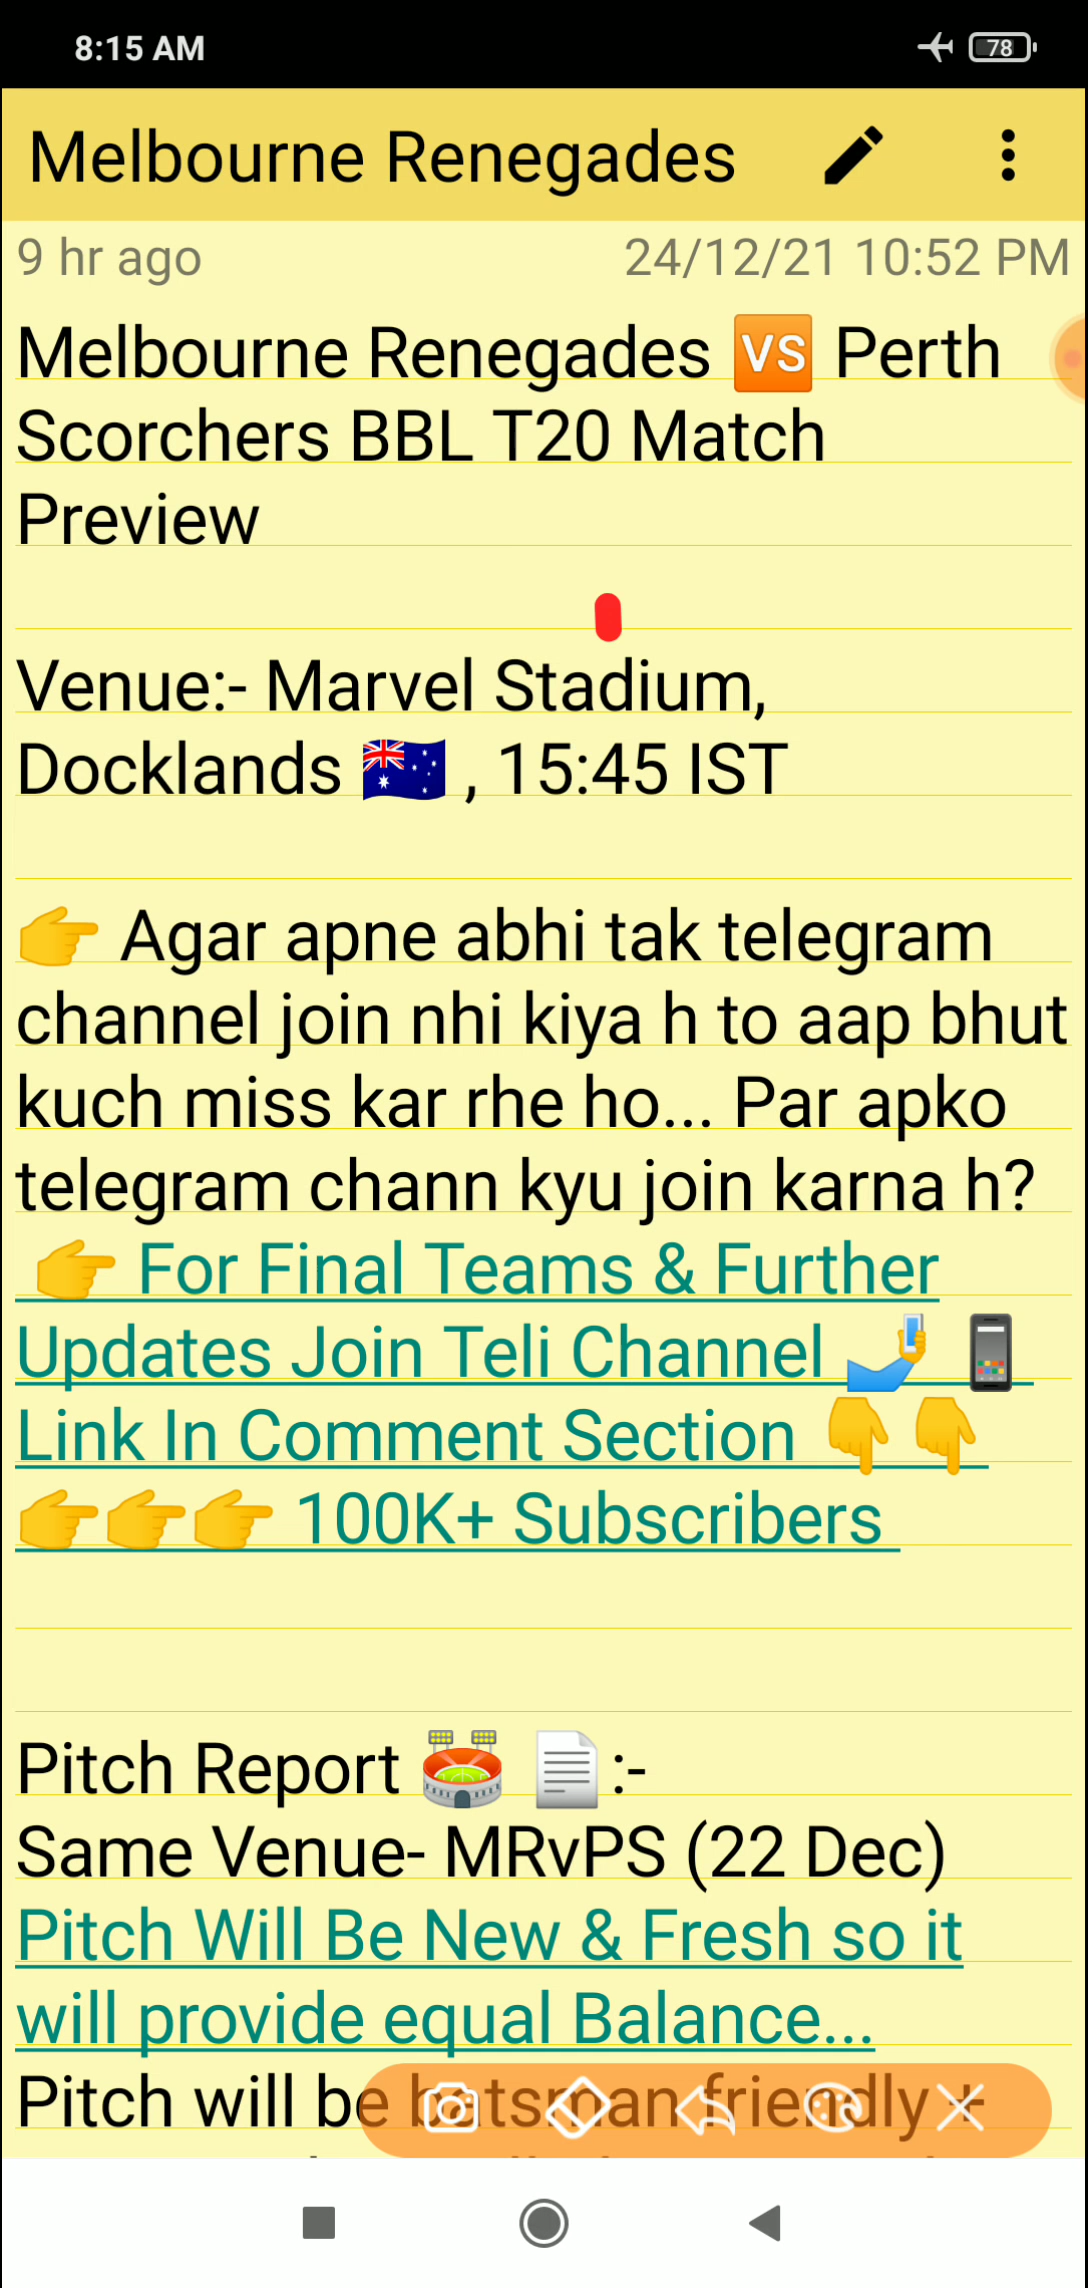 8:15 AM
78
Melbourne Renegades
9 hr ago 24/12/21 10:52 PM
Melbourne Renegades 🆚 Perth
Scorchers BBL T20 Match
Preview
Venue:- Marvel Stadium,
Docklands 🇦🇺 , 15:45 IST
👉 Agar apne abhi tak telegram
channel join nhi kiya h to aap bhut
kuch miss kar rhe ho... Par apko
telegram chann kyu join karna h?
👉 For Final Teams & Further
Updates Join Teli Channel 🤳 📱
Link In Comment Section 👇👇
👉👉👉 100K+ Subscribers
Pitch Report 🏟 📄:-
Same Venue- MRvPS (22 Dec)
Pitch Will Be New & Fresh so it
will provide equal Balance...
Pitch will be batsman friendly +